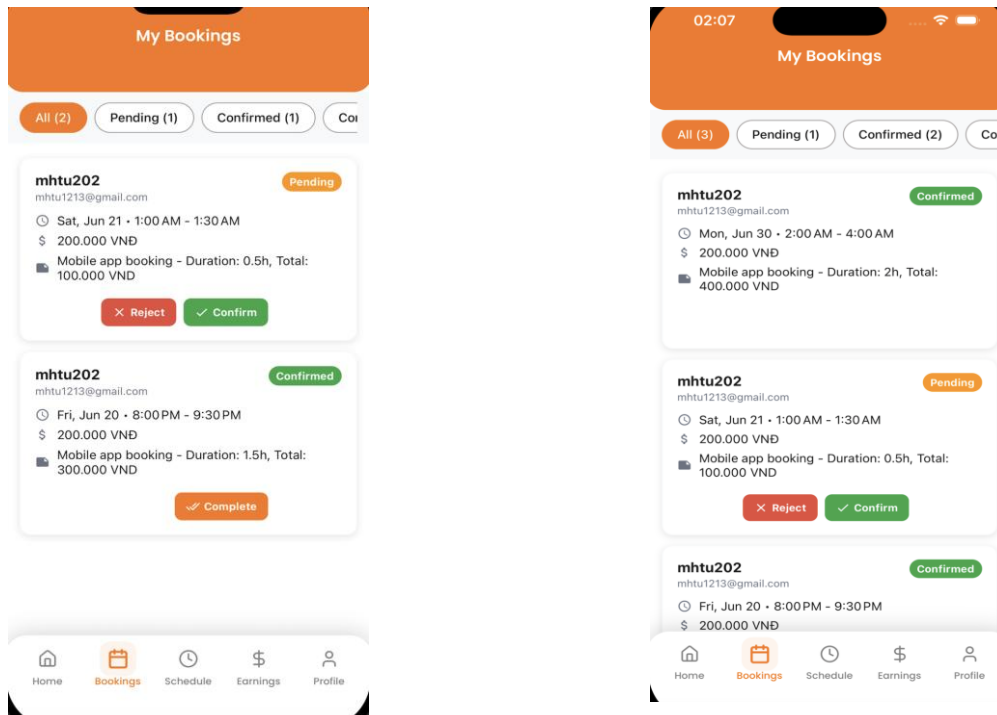 My Bookings
All (2)
Pending (1)
Confirmed (1)
Co
mhtu202
Pending
mhtu1213@gmail.com
Sat, Jun 21 • 1:00 AM - 1:30 AM
$ 200.000 VNĐ
Mobile app booking - Duration: 0.5h, Total:
100.000 VND
Reject
Confirm
mhtu202
Confirmed
mhtu1213@gmail.com
Fri, Jun 20 • 8:00 PM - 9:30 PM
$ 200.000 VNĐ
Mobile app booking - Duration: 1.5h, Total:
300.000 VND
Complete
Home
Bookings
Schedule
Earnings
Profile
02:07
My Bookings
All (3)
Pending (1)
Confirmed (2)
Co
mhtu202
Confirmed
mhtu1213@gmail.com
Mon, Jun 30 • 2:00 AM - 4:00 AM
$ 200.000 VNĐ
Mobile app booking - Duration: 2h, Total:
400.000 VND
mhtu202
Pending
mhtu1213@gmail.com
Sat, Jun 21 • 1:00 AM - 1:30 AM
$ 200.000 VNĐ
Mobile app booking - Duration: 0.5h, Total:
100.000 VND
Reject
Confirm
mhtu202
Confirmed
mhtu1213@gmail.com
Fri, Jun 20 • 8:00 PM - 9:30 PM
$ 200.000 VNĐ
Home
Bookings
Schedule
Earnings
Profile